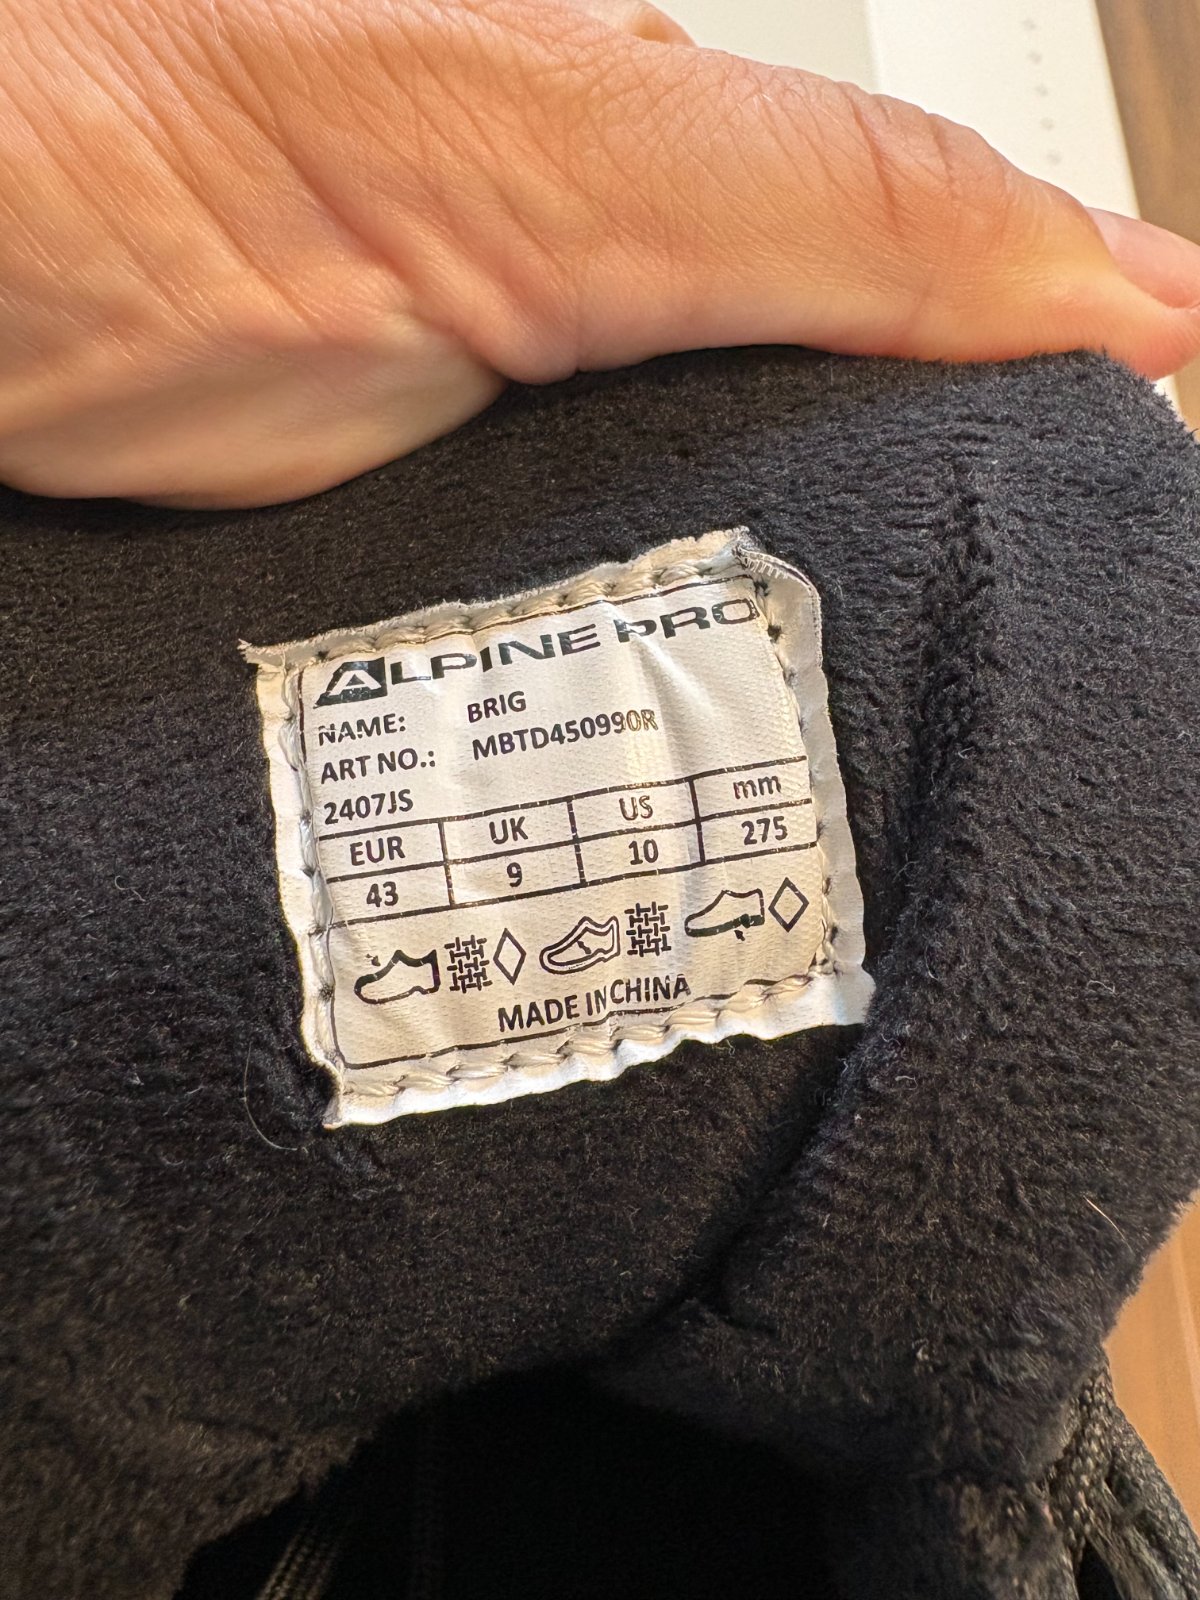 ALPINE PRO
NAME: BRIG
ART NO.: MBTD450990R
2407JS
EUR UK US mm
43 9 10 275
MADE IN CHINA